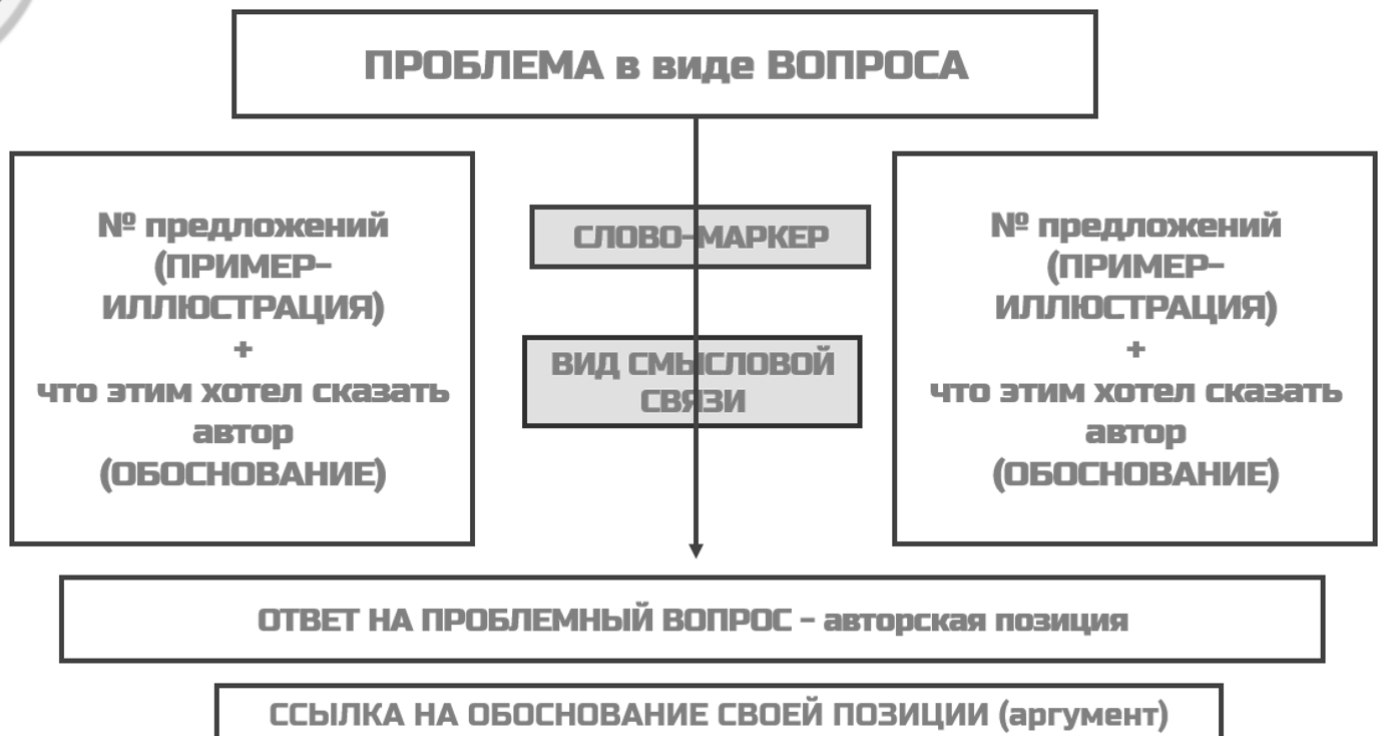 ПРОБЛЕМА в виде ВОПРОСА
№ предложений
(ПРИМЕР-
ИЛЛЮСТРАЦИЯ)
+
что этим хотел сказать
автор
(ОБОСНОВАНИЕ)
СЛОВО-МАРКЕР
ВИД СМЫСЛОВОЙ
СВЯЗИ
№ предложений
(ПРИМЕР-
ИЛЛЮСТРАЦИЯ)
+
что этим хотел сказать
автор
(ОБОСНОВАНИЕ)
ОТВЕТ НА ПРОБЛЕМНЫЙ ВОПРОС - авторская позиция
ССЫЛКА НА ОБОСНОВАНИЕ СВОЕЙ ПОЗИЦИИ (аргумент)